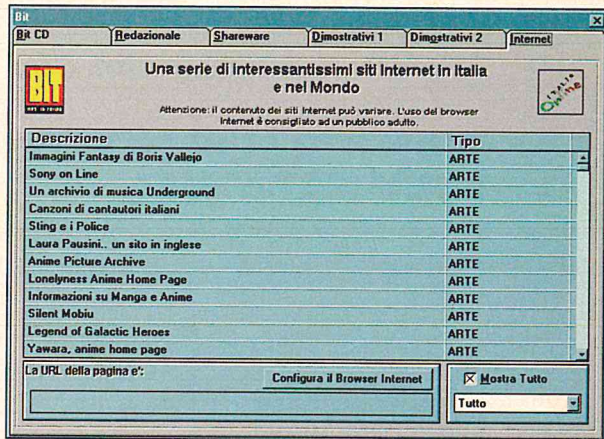 Bit
Bit CD
Redazionale
Shareware
Dimostrativi 1
Dimostrativi 2
Internet
BIT
Una serie di interessantissimi siti Internet in Italia
e nel Mondo
ITALIA
OnLine
Attenzione: il contenuto dei siti Internet può variare. L'uso del browser
Internet é consigliato ad un pubblico adulto.
Descrizione Tipo
Immagini Fantasy di Boris Vallejo ARTE
Sony on Line ARTE
Un archivio di musica Underground ARTE
Canzoni di cantautori italiani ARTE
Sting e i Police ARTE
Laura Pausini.. un sito in inglese ARTE
Anime Picture Archive ARTE
Lonelyness Anime Home Page ARTE
Informazioni su Manga e Anime ARTE
Silent Mobiu ARTE
Legend of Galactic Heroes ARTE
Yawara, anime home page ARTE
La URL della pagina e':
Configura il Browser Internet
Mostra Tutto
Tutto